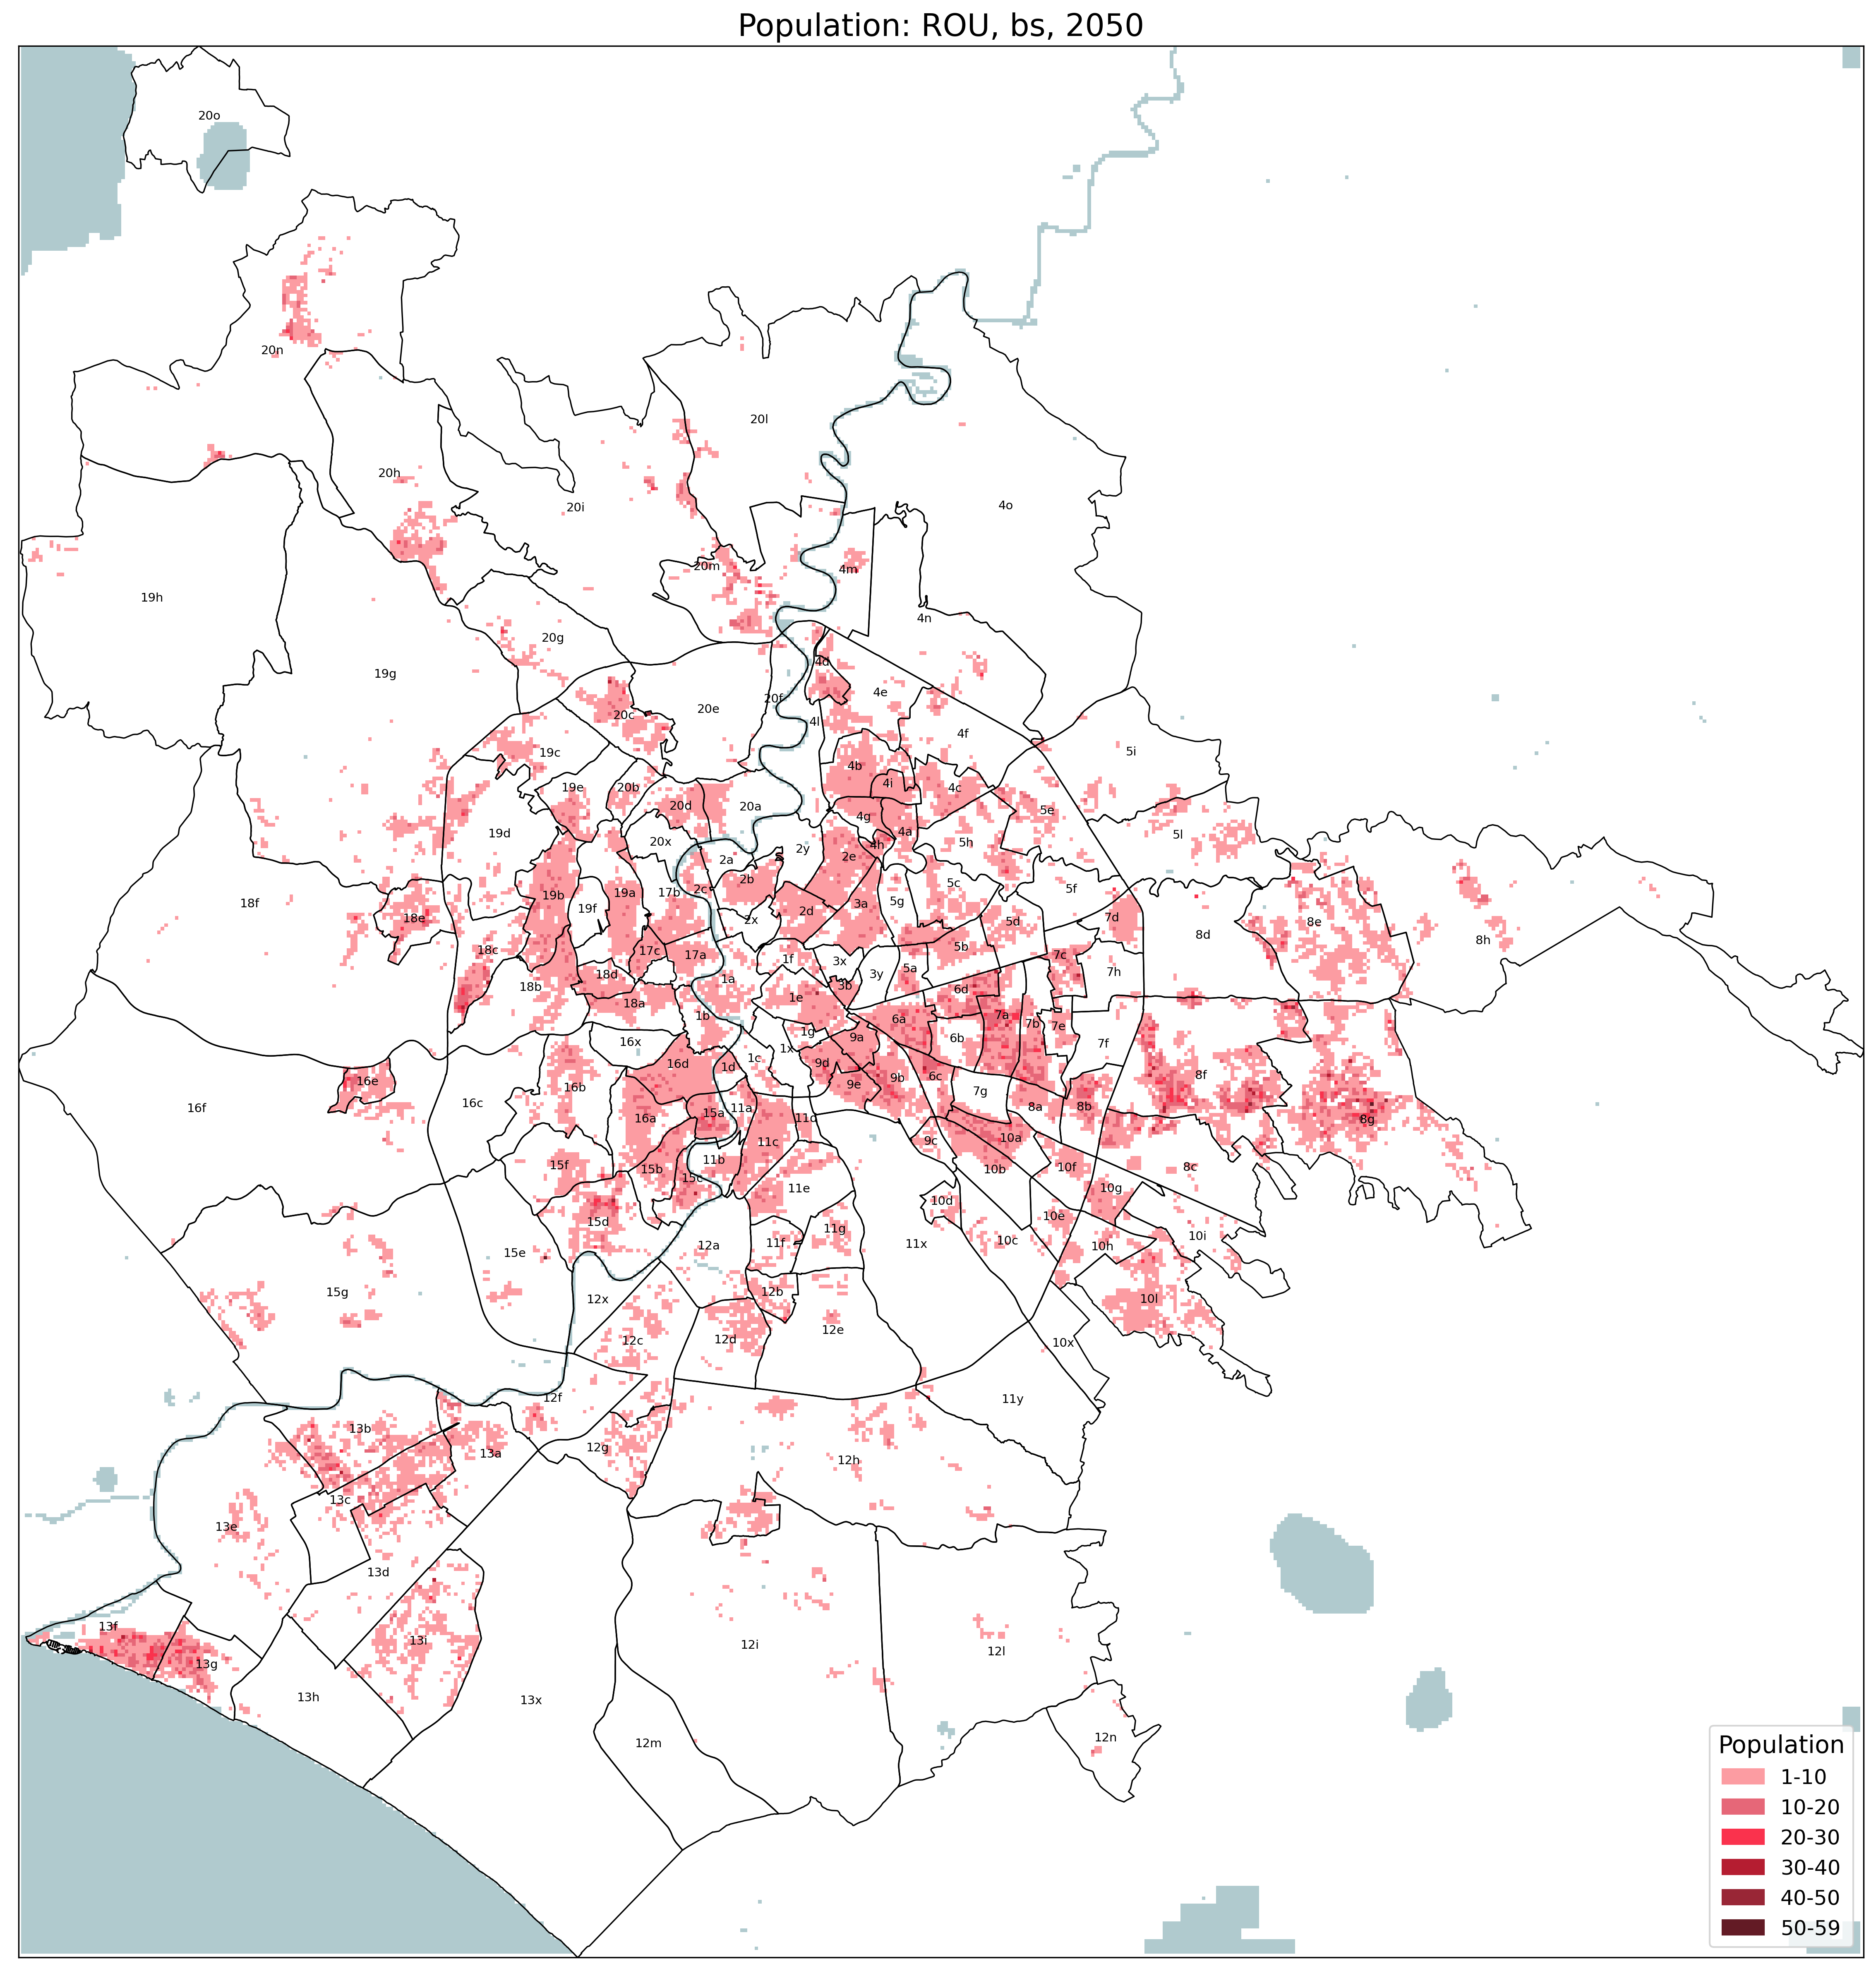 Population: ROU, bs, 2050
20o
20n
20l
20h
20i
4o
20m
4m
19h
4n
20g
19g
4d
4e
20f
20e
20c
4l
4f
5i
19c
4b
4i
4c
19e
20b
20d
20a
5e
4g
4a
19d
5l
20x
4h
5h
2y
2e
2a
2b
5c
5f
17b
2c
19b
19a
18f
3a
5g
19f
2d
18e
2x
5d
7d
8e
8d
8h
5b
18c
17c
17a
7c
1f
3x
5a
7h
18d
1a
3y
18b
3b
6d
1e
18a
1b
6a
7a
7b
7e
1g
9a
6b
16x
7f
1x
1c
16d
9d
1d
8f
9b
6c
16e
9e
16b
7g
16c
16f
11a
8a
8b
15a
16a
11d
8g
10a
11c
9c
11b
15f
15b
10b
10f
8c
15c
11e
10g
10d
10e
15d
11g
10i
10c
11x
11f
12a
10h
15e
15g
12b
12x
10l
12e
12d
12c
10x
12f
11y
13b
12g
13a
12h
13c
13e
13d
13f
13i
12i
12l
13g
13h
13x
12n
12m
Population
1-10
10-20
20-30
30-40
40-50
50-59